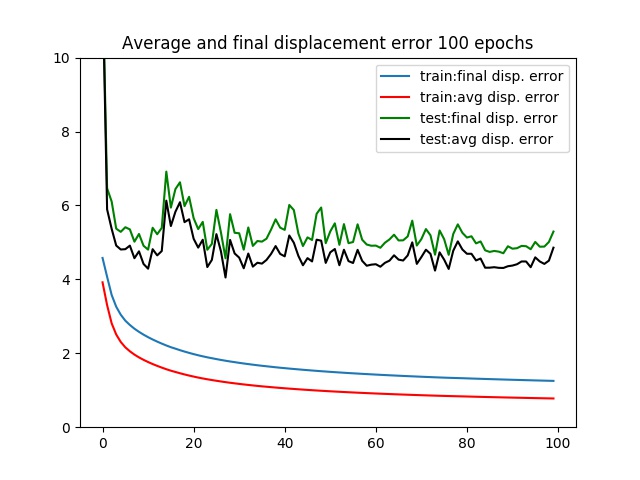 Average and final displacement error 100 epochs
train:final disp. error
train:avg disp. error
test:final disp. error
test:avg disp. error
10
8
6
4
2
0
0 20 40 60 80 100